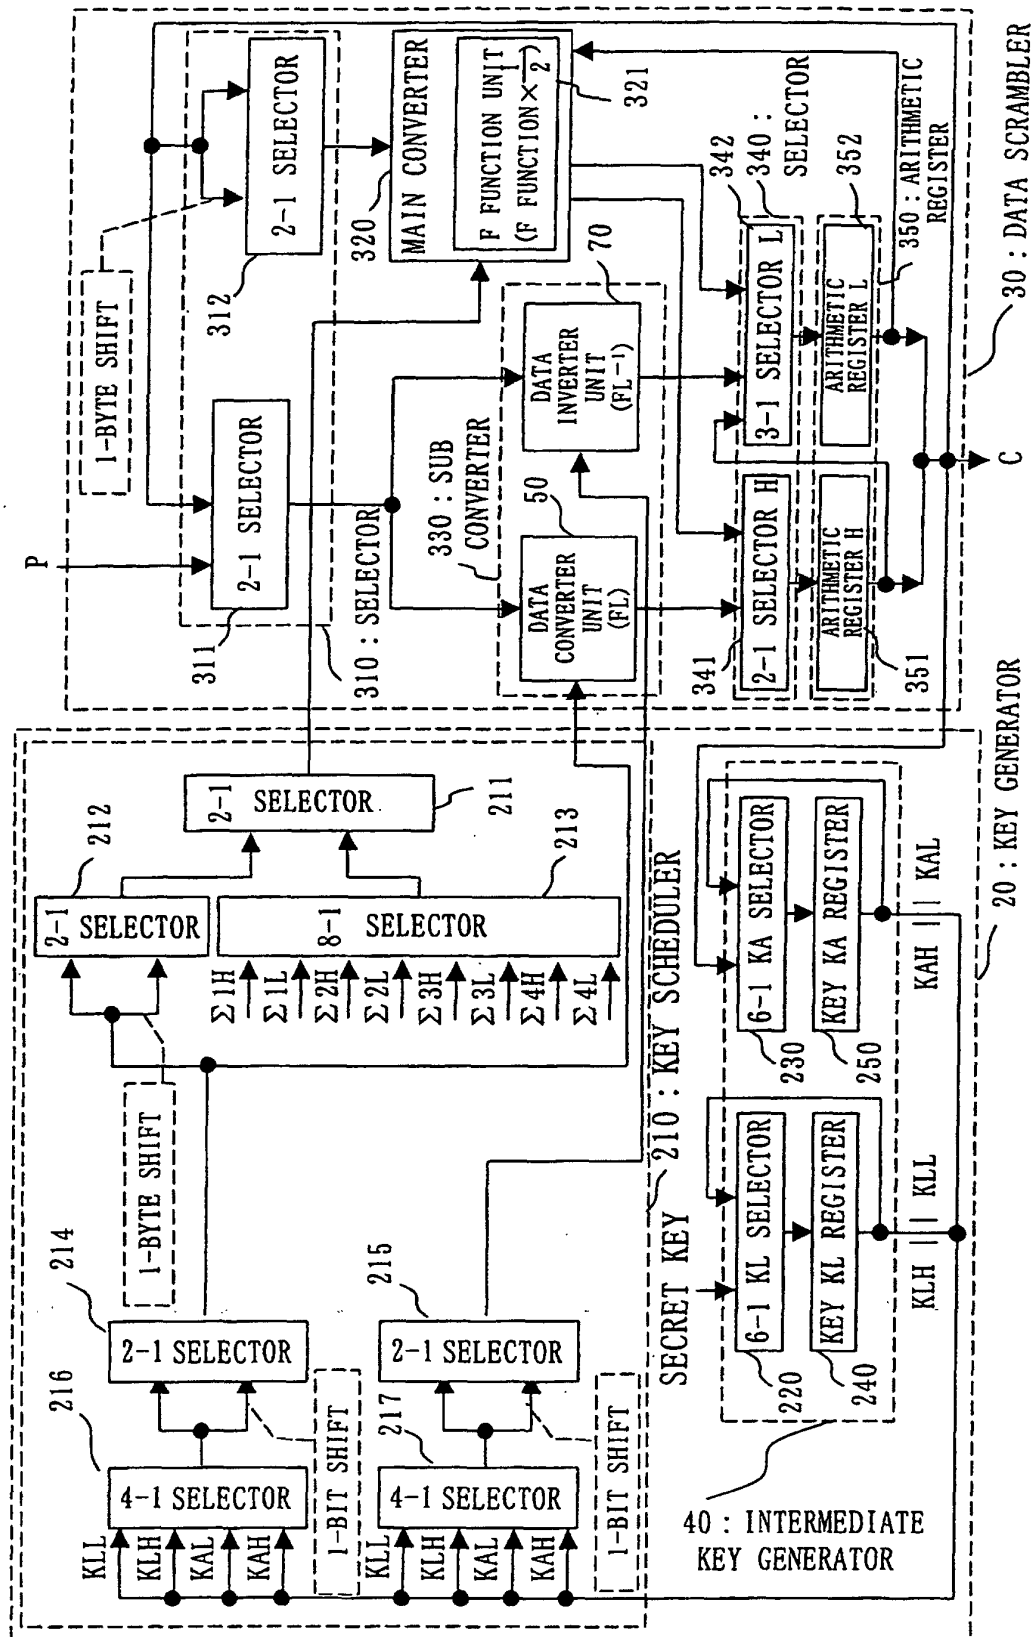 4-1 SELECTOR
216
KLL
KLH
KAL
KAH
1-BIT SHIFT
2-1 SELECTOR
214
1-BYTE SHIFT
4-1 SELECTOR
217
KLL
KLH
KAL
KAH
1-BIT SHIFT
2-1 SELECTOR
215
2-1
SELECTOR
212
8-1
SELECTOR
213
Σ1H
Σ1L
Σ2H
Σ2L
Σ3H
Σ3L
Σ4H
Σ4L
2-1
SELECTOR
211
210 : KEY SCHEDULER
SECRET KEY
6-1 KL SELECTOR
220
KEY KL REGISTER
240
KLH || KLL
6-1 KA SELECTOR
230
KEY KA REGISTER
250
KAH || KAL
40 : INTERMEDIATE
KEY GENERATOR
20 : KEY GENERATOR
P
2-1 SELECTOR
311
310 : SELECTOR
1-BYTE SHIFT
2-1 SELECTOR
312
320
MAIN CONVERTER
F FUNCTION UNIT
(F FUNCTION × 1/2)
321
330 : SUB
CONVERTER
DATA
CONVERTER
UNIT
(FL)
50
DATA
INVERTER
UNIT
(FL⁻¹)
70
2-1 SELECTOR H
341
3-1 SELECTOR L
342
340 :
SELECTOR
ARITHMETIC
REGISTER H
351
ARITHMETIC
REGISTER L
352
350 : ARITHMETIC
REGISTER
C
30 : DATA SCRAMBLER